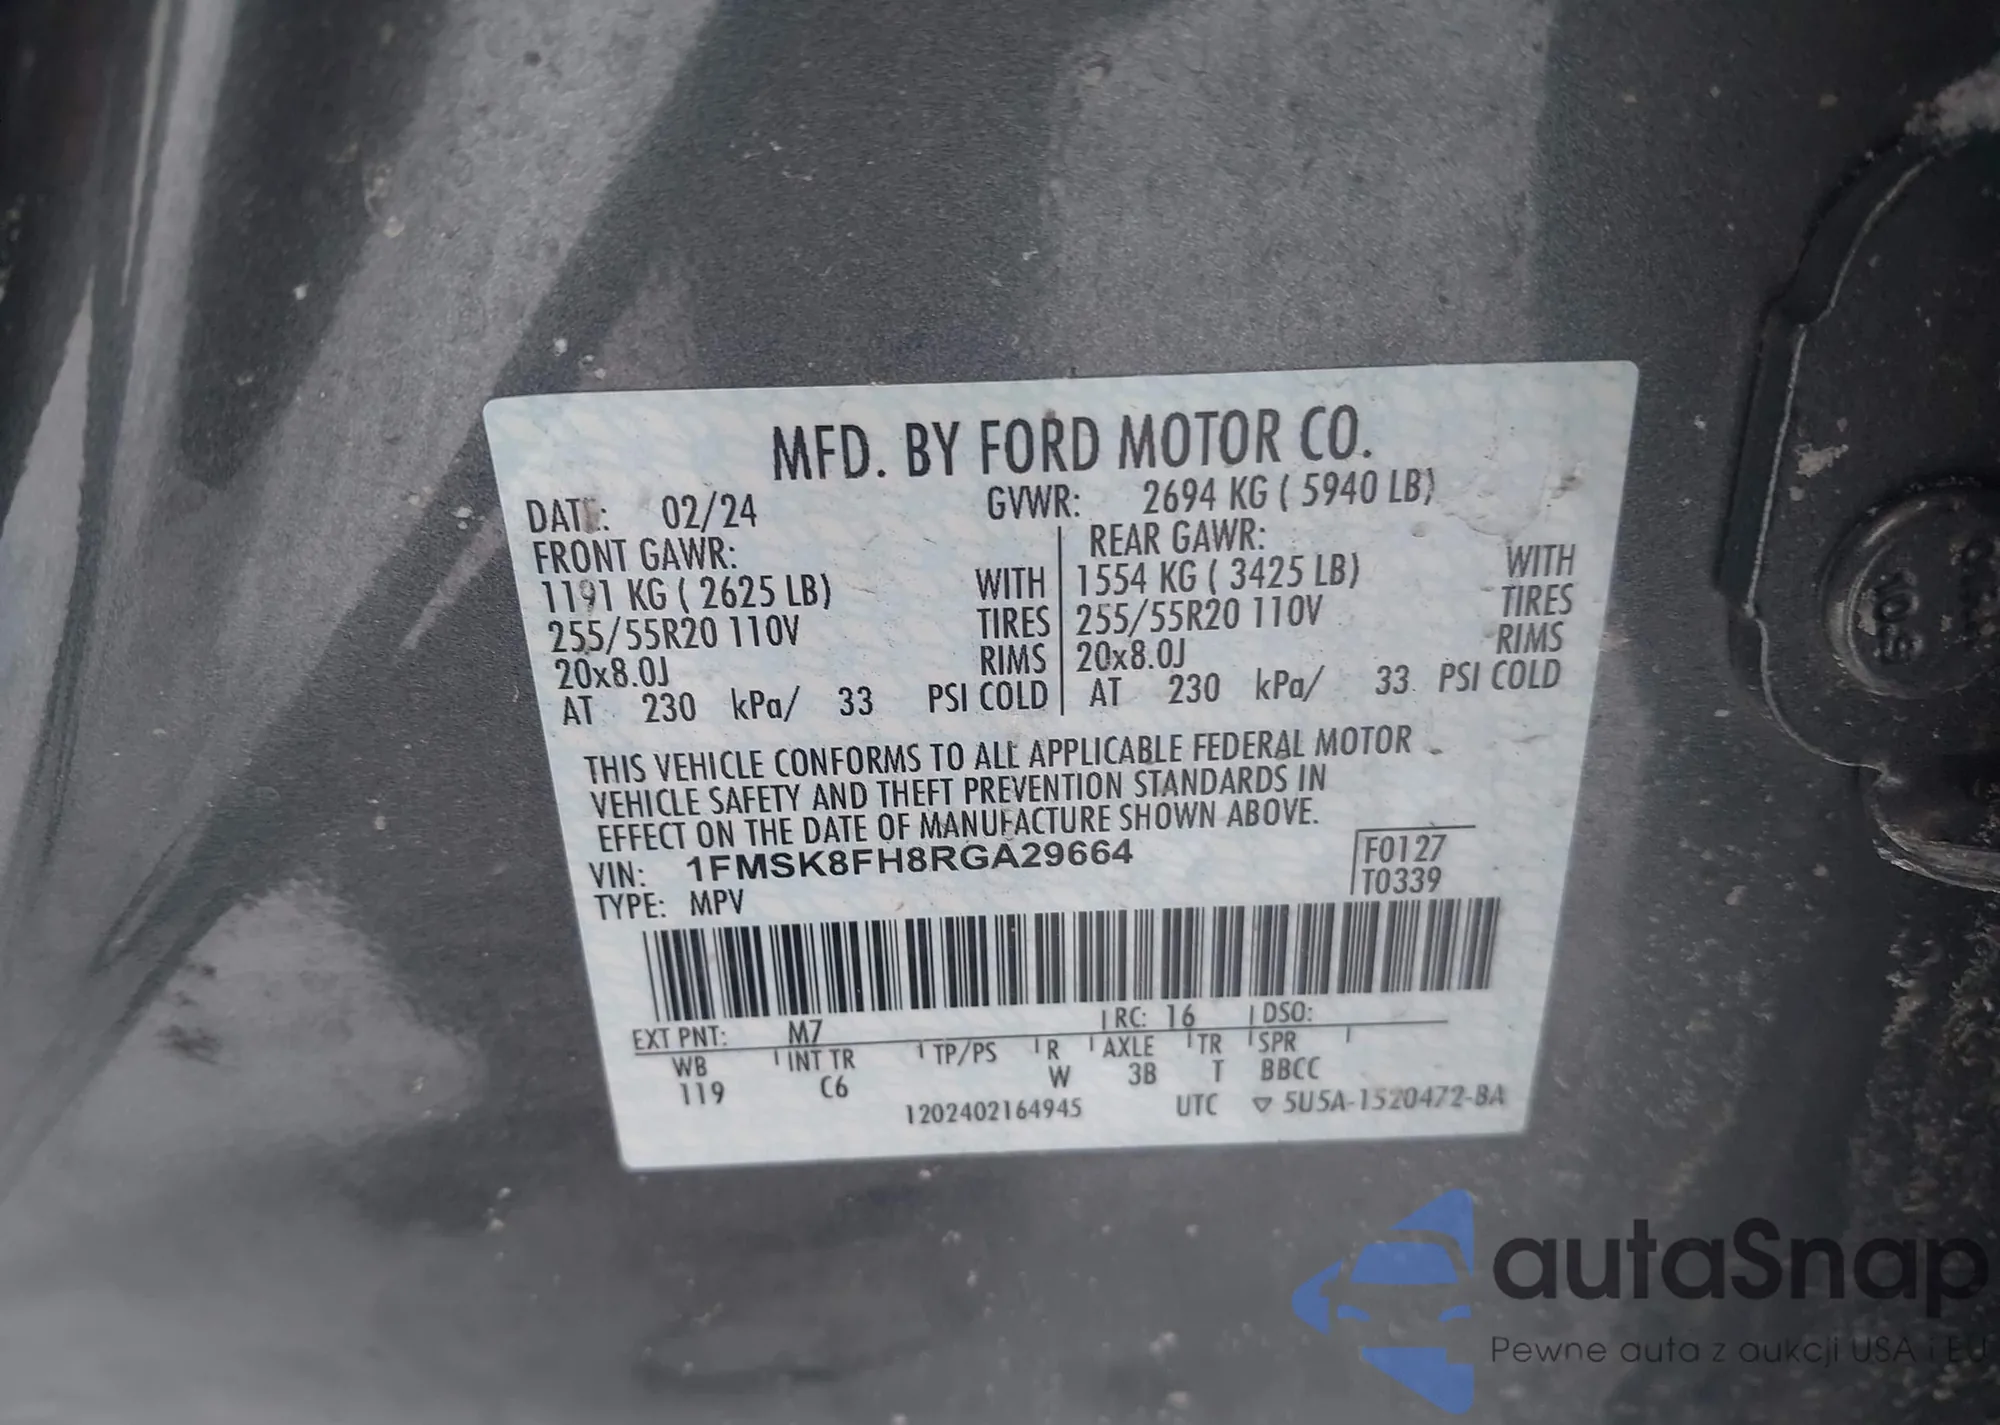 MFD. BY FORD MOTOR CO.
DATE: 02/24 GVWR: 2694 KG ( 5940 LB)
FRONT GAWR: REAR GAWR:
1191 KG ( 2625 LB) WITH 1554 KG ( 3425 LB) WITH
255/55R20 110V TIRES 255/55R20 110V TIRES
20x8.0J RIMS 20x8.0J RIMS
AT 230 kPa/ 33 PSI COLD AT 230 kPa/ 33 PSI COLD
THIS VEHICLE CONFORMS TO ALL APPLICABLE FEDERAL MOTOR
VEHICLE SAFETY AND THEFT PREVENTION STANDARDS IN
EFFECT ON THE DATE OF MANUFACTURE SHOWN ABOVE.
VIN: 1FMSK8FH8RGA29664 F0127
TYPE: MPV T0339
EXT PNT: M7 RC: 16 DSO:
WB INT TR TP/PS R AXLE TR SPR
119 C6 W 3B T BBCC
1202402164945 UTC ▽ 5U5A-1520472-BA
10.9
autaSnap
Pewne auta z aukcji USA i EU